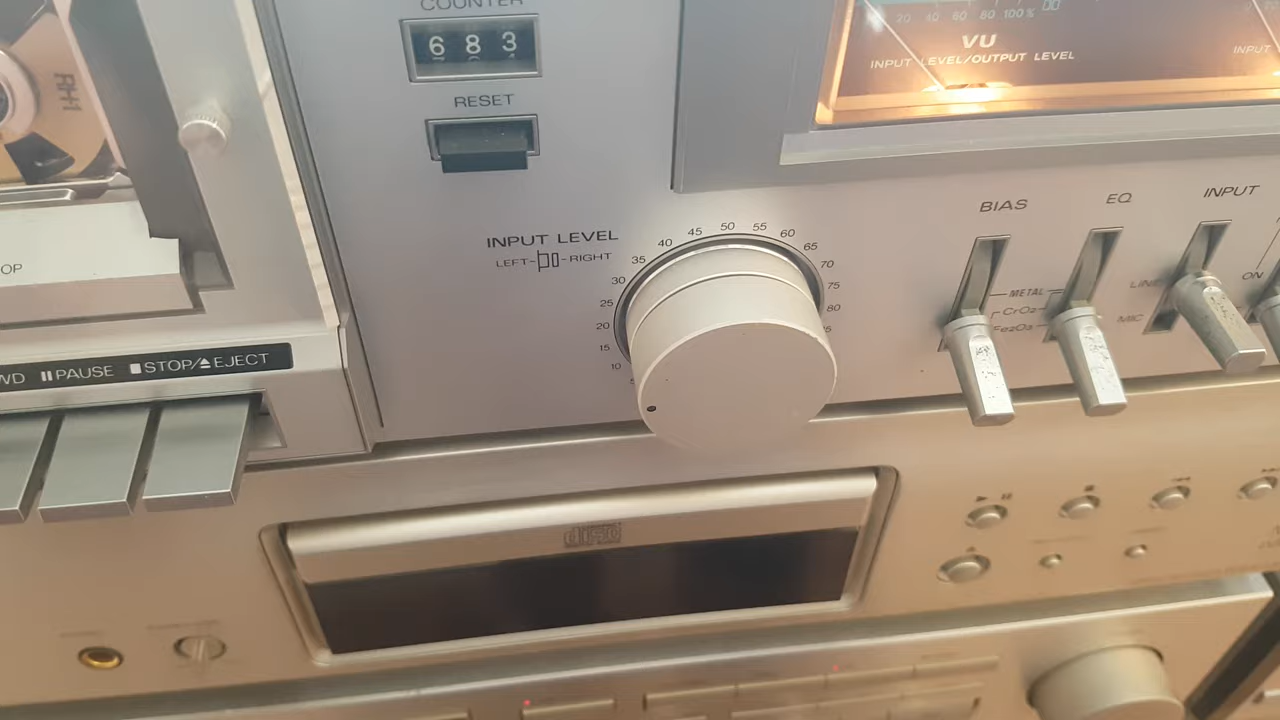 COUNTER
6 8 3
RESET
20 40 60 80 100 %
VU
INPUT LEVEL/OUTPUT LEVEL
INPUT
INPUT LEVEL
LEFT- -RIGHT
10 15 20 25 30 35 40 45 50 55 60 65 70 75 80
BIAS EQ INPUT
METAL
CrO₂
Fe₂O₃
LINE
MIC
ON
OP
WD PAUSE STOP/ EJECT
disc